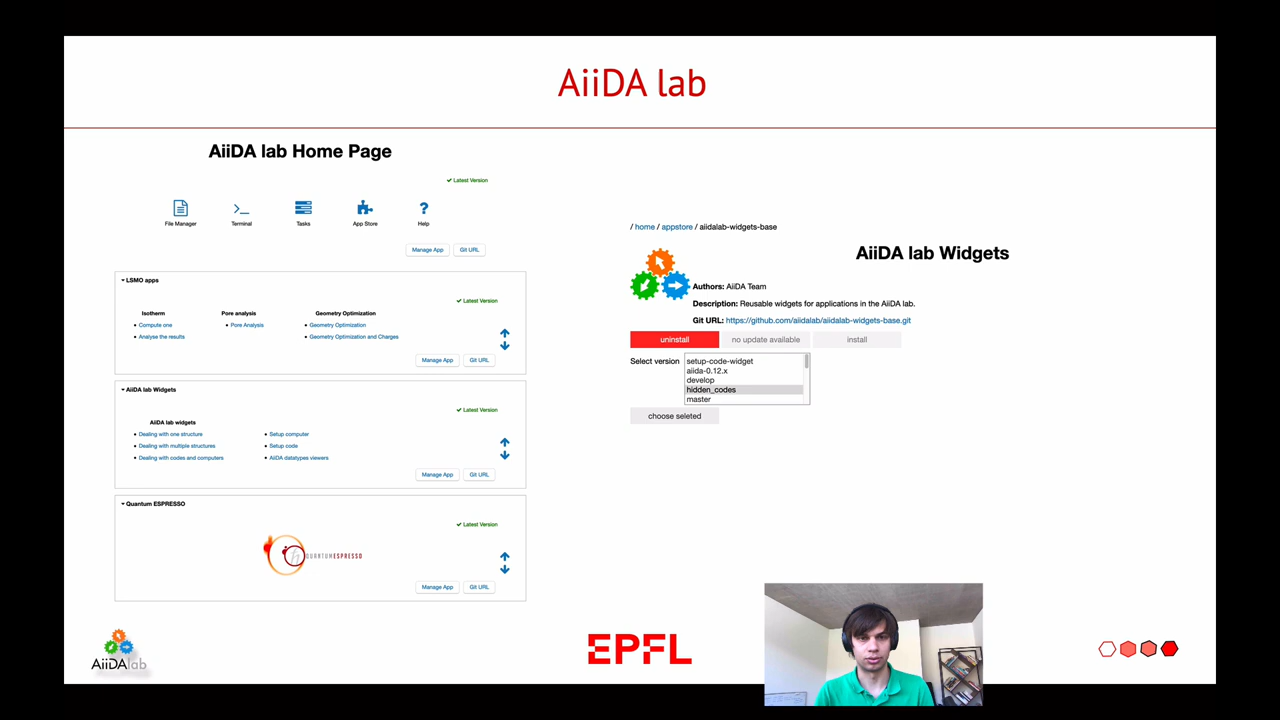 AiiDA lab
AiiDA lab Home Page
Latest Version
File Manager
Terminal
Tasks
App Store
Help
Manage App
Git URL
LSMO apps
Latest Version
Isotherm
Pore analysis
Geometry Optimization
Compute one
Pore Analysis
Geometry Optimization
Analyse the results
Geometry Optimization and Charges
Manage App
Git URL
AiiDA lab Widgets
Latest Version
AiiDA lab widgets
Dealing with one structure
Setup computer
Dealing with multiple structures
Setup code
Dealing with codes and computers
AiiDA datatypes viewers
Manage App
Git URL
Quantum ESPRESSO
Latest Version
QUANTUMESPRESSO
Manage App
Git URL
/ home / appstore / aiidalab-widgets-base
AiiDA lab Widgets
Authors: AiiDA Team
Description: Reusable widgets for applications in the AiiDA lab.
Git URL: https://github.com/aiidalab/aiidalab-widgets-base.git
uninstall
no update available
install
Select version
setup-code-widget
aiida-0.12.x
develop
hidden_codes
master
choose seleted
AiiDAlab
EPFL